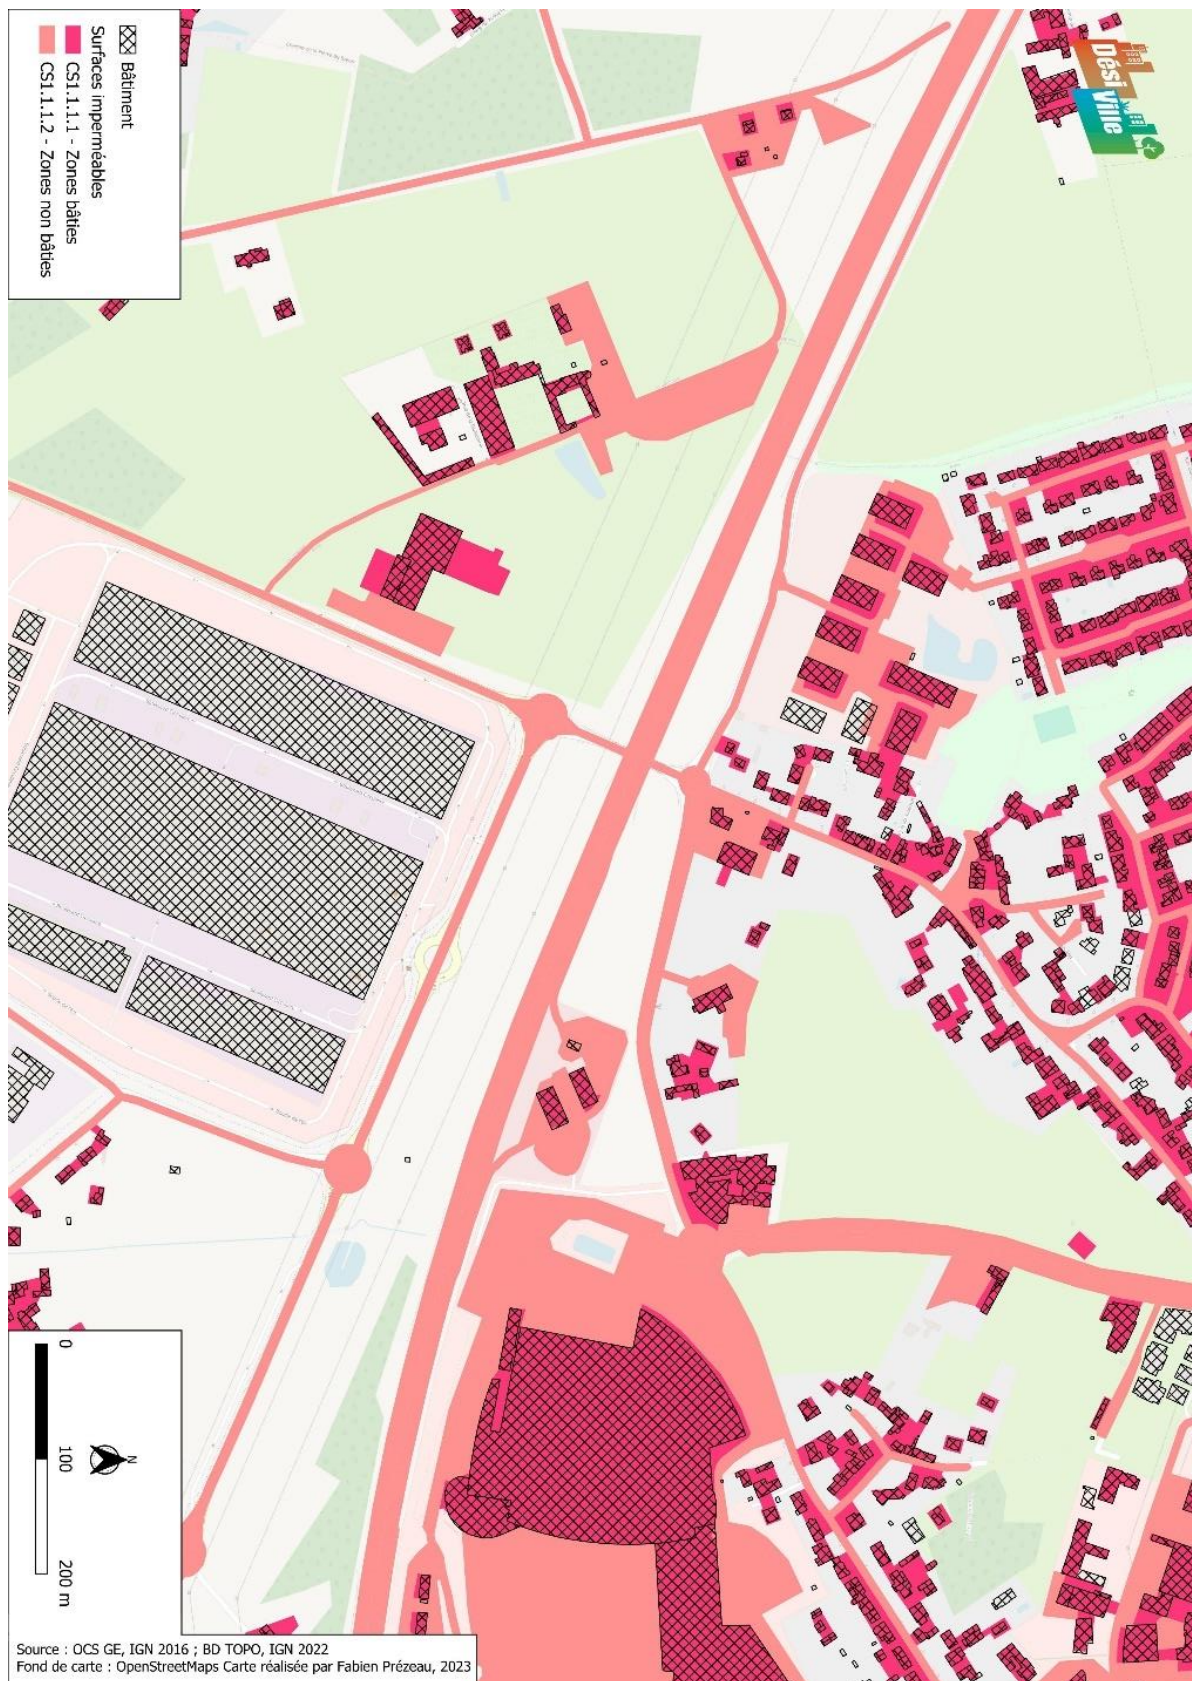 Dési Ville
Bâtiment
Surfaces imperméables
CS1.1.1.1 - Zones bâties
CS1.1.1.2 - Zones non bâties
N
0
100
200 m
Source : OCS GE, IGN 2016 ; BD TOPO, IGN 2022
Fond de carte : OpenStreetMaps Carte réalisée par Fabien Prézeau, 2023